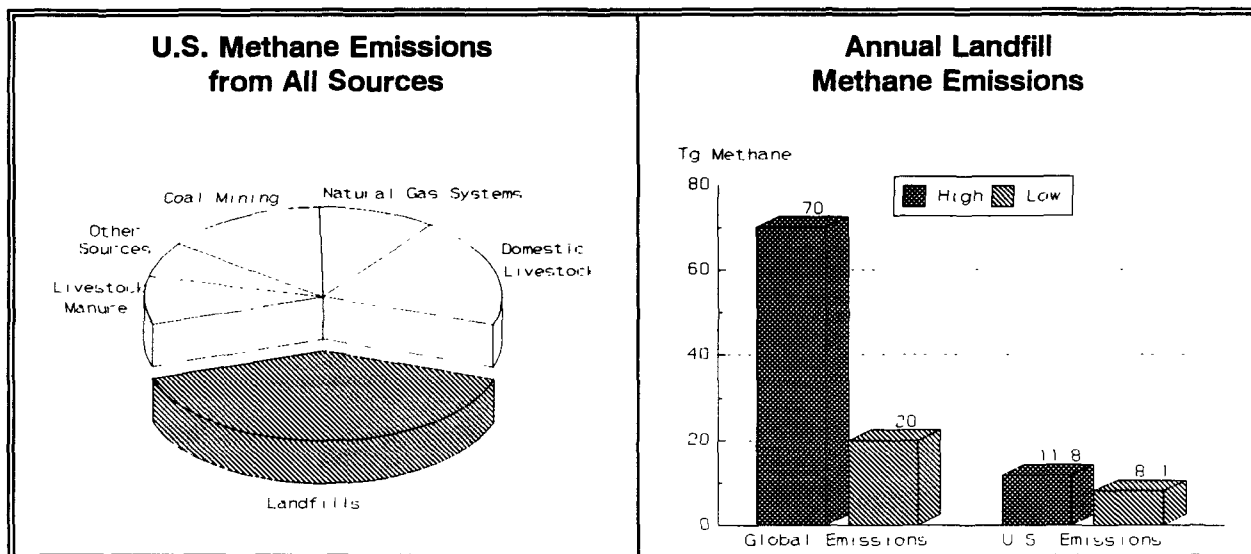 U.S. Methane Emissions
from All Sources
Coal Mining
Natural Gas Systems
Other
Sources
Domestic
Livestock
Livestock
Manure
Landfills
Annual Landfill
Methane Emissions
Tg Methane
High
Low
80
60
40
20
0
70
20
11 8
8 1
Global Emissions
U S Emissions